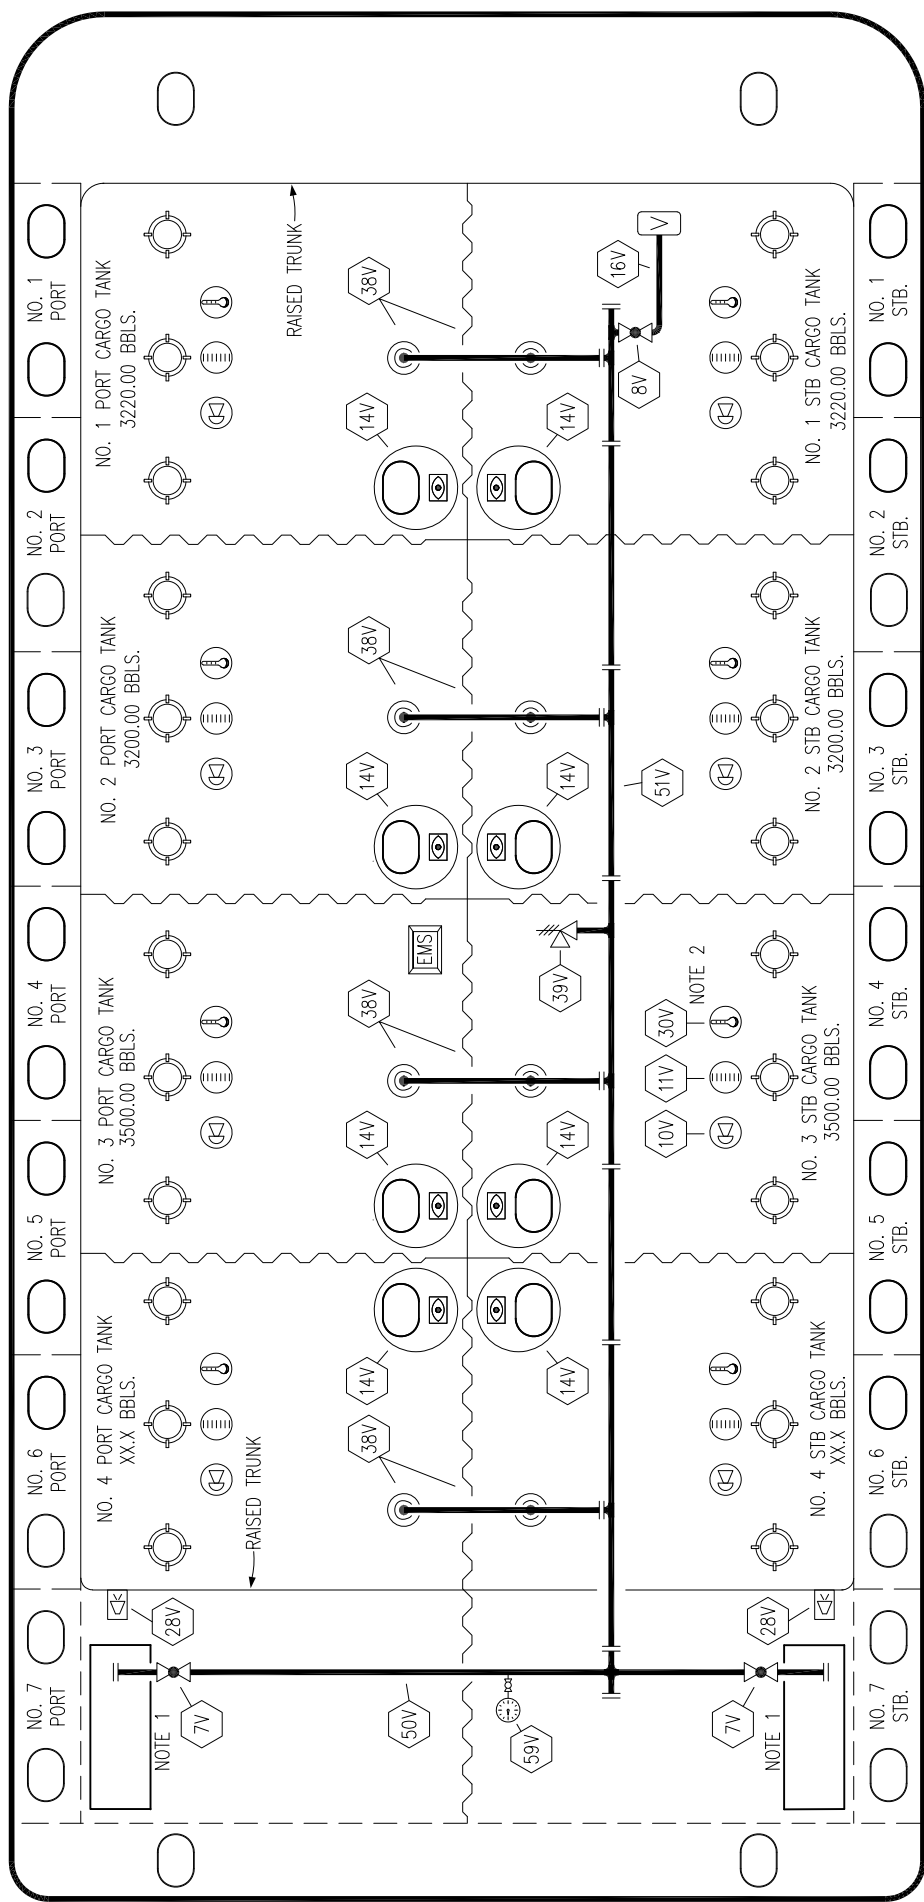 NO. 1
PORT
NO. 2
PORT
NO. 3
PORT
NO. 4
PORT
NO. 5
PORT
NO. 6
PORT
NO. 7
PORT
NO. 1 PORT CARGO TANK
3220.00 BBLS.
NO. 2 PORT CARGO TANK
3200.00 BBLS.
NO. 3 PORT CARGO TANK
3500.00 BBLS.
NO. 4 PORT CARGO TANK
XX.X BBLS.
RAISED TRUNK
RAISED TRUNK
28V
NOTE 1
7V
38V
14V
38V
14V
EMS
38V
14V
14V
38V
50V
14V
14V
39V
14V
14V
59V
16V
V
8V
51V
30V
NOTE 2
11V
10V
28V
7V
NOTE 1
NO. 1 STB CARGO TANK
3220.00 BBLS.
NO. 2 STB CARGO TANK
3200.00 BBLS.
NO. 3 STB CARGO TANK
3500.00 BBLS.
NO. 4 STB CARGO TANK
XX.X BBLS.
NO. 1
STB.
NO. 2
STB.
NO. 3
STB.
NO. 4
STB.
NO. 5
STB.
NO. 6
STB.
NO. 7
STB.